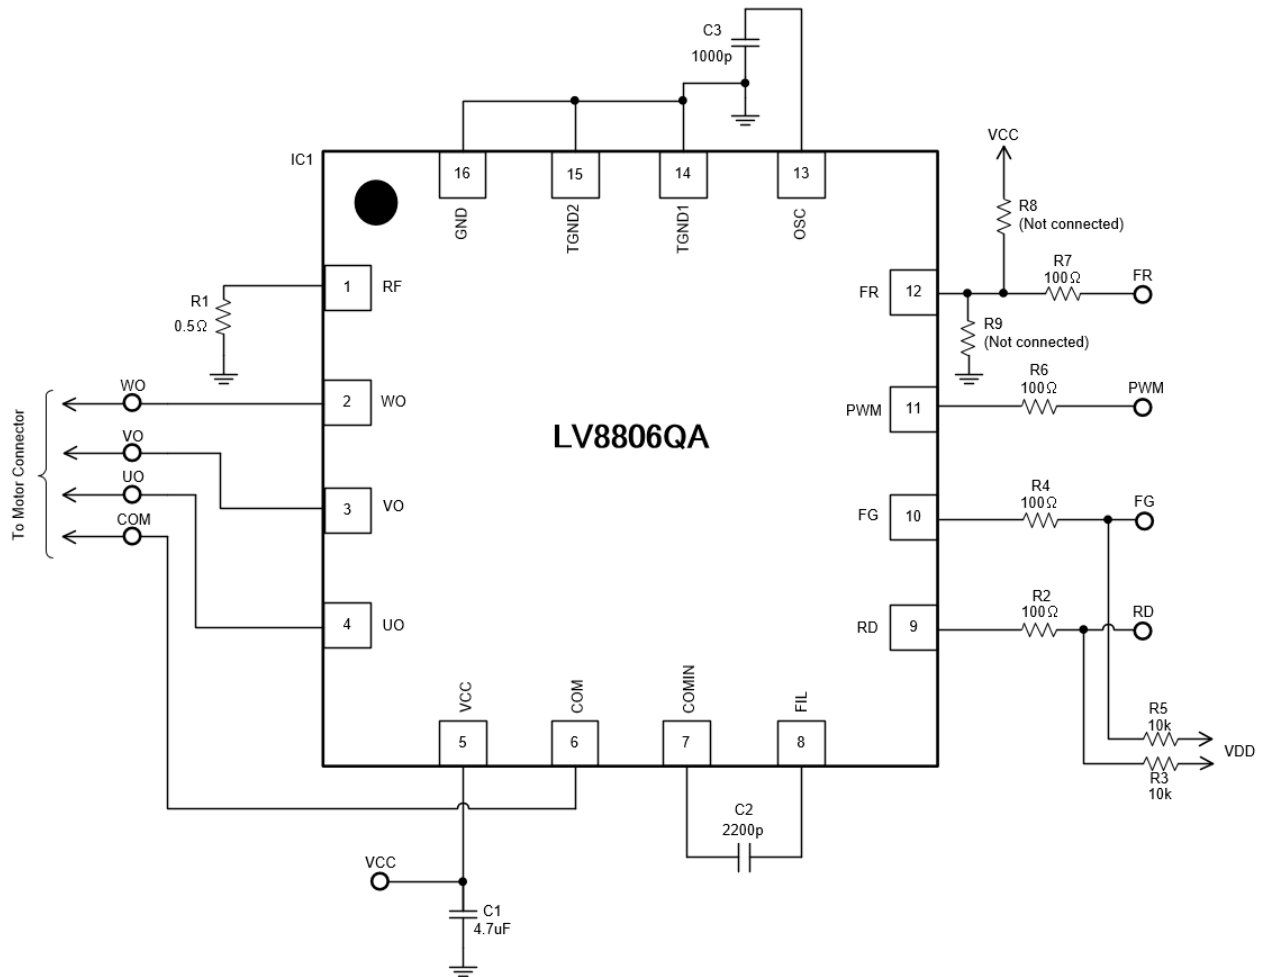 C3
1000p
IC1
16
15
14
13
GND
TGND2
TGND1
OSC
VCC
R8
(Not connected)
R7
100Ω
FR
1
RF
R1
0.5Ω
FR
12
R9
(Not connected)
R6
100Ω
PWM
WO
2
WO
PWM
11
LV8806QA
To Motor Connector
VO
UO
COM
3
VO
FG
10
R4
100Ω
FG
4
UO
RD
9
R2
100Ω
RD
VCC
COM
COMIN
FIL
5
6
7
8
R5
10k
VDD
R3
10k
C2
2200p
VCC
C1
4.7uF